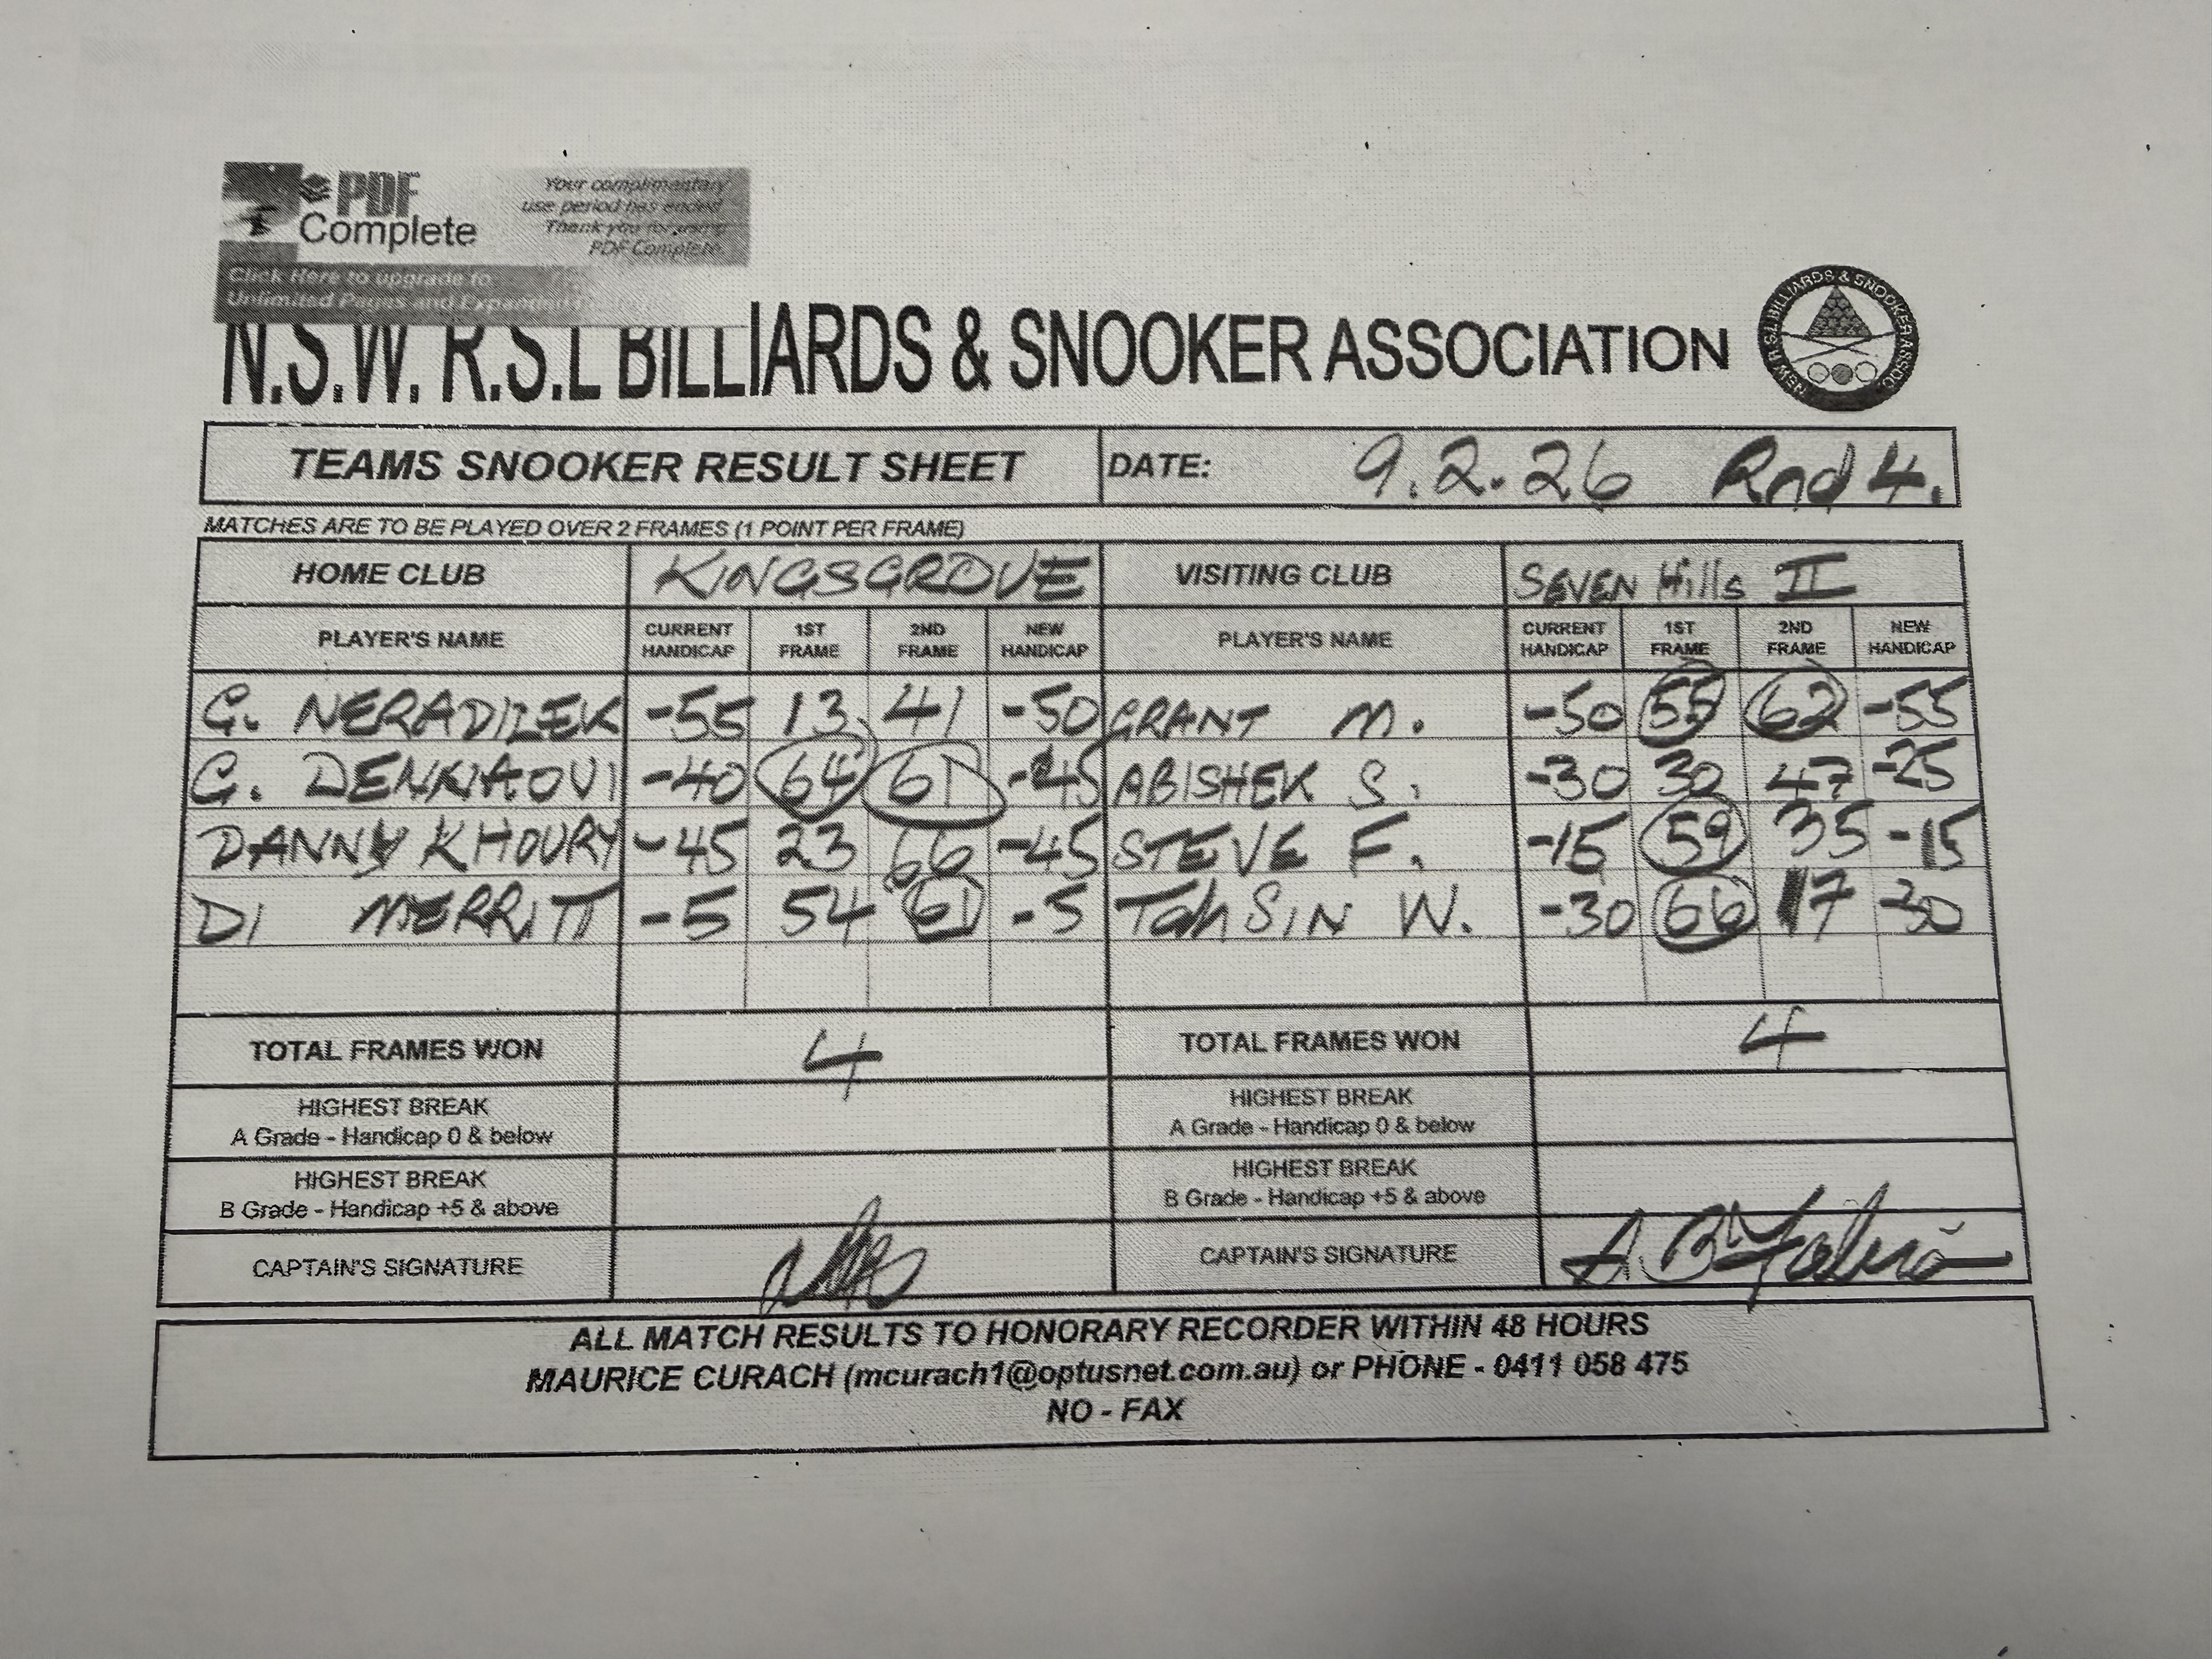 PDF Complete
Your complimentary
use period has ended.
Thank you for using
PDF Complete.
Click Here to upgrade to
Unlimited Pages and Expanded
N.S.W. R.S.L BILLIARDS & SNOOKER ASSOCIATION
NSW R.S.L BILLIARDS & SNOOKER ASSOC.
TEAMS SNOOKER RESULT SHEET DATE: 9.2.26 Rnd 4.
MATCHES ARE TO BE PLAYED OVER 2 FRAMES (1 POINT PER FRAME)
HOME CLUB KINGSGROVE VISITING CLUB SEVEN Hills II
PLAYER'S NAME CURRENT HANDICAP 1ST FRAME 2ND FRAME NEW HANDICAP PLAYER'S NAME CURRENT HANDICAP 1ST FRAME 2ND FRAME NEW HANDICAP
G. NERADILEK -55 13 41 -50 GRANT M. -50 55 62 -55
G. -40 64 61 -45 ABISHEK S. -30 30 47 -25
DANNY KHOURY -45 23 66 -45 STEVE F. -15 59 35 -15
DI MERRITT -5 54 61 -5 TahSIN W. -30 66 17 -30
TOTAL FRAMES WON 4 TOTAL FRAMES WON 4
HIGHEST BREAK HIGHEST BREAK
A Grade - Handicap 0 & below A Grade - Handicap 0 & below
HIGHEST BREAK HIGHEST BREAK
B Grade - Handicap +5 & above B Grade - Handicap +5 & above
CAPTAIN'S SIGNATURE CAPTAIN'S SIGNATURE
ALL MATCH RESULTS TO HONORARY RECORDER WITHIN 48 HOURS
MAURICE CURACH (mcurach1@optusnet.com.au) or PHONE - 0411 058 475
NO - FAX